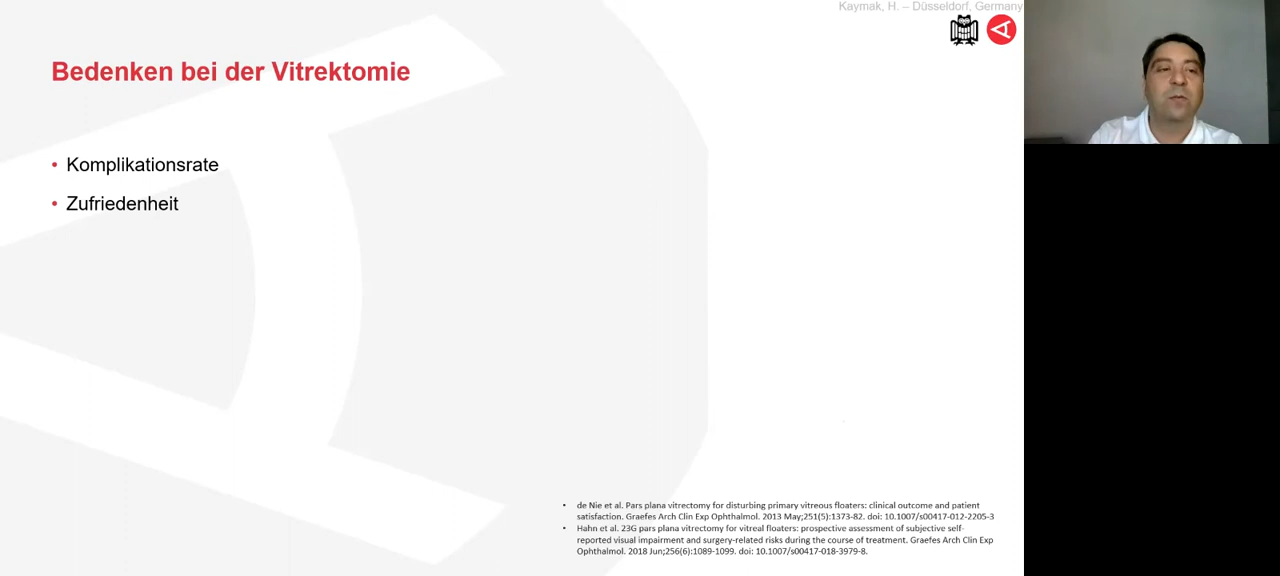 Kaymak, H. – Düsseldorf, Germany
Bedenken bei der Vitrektomie
• Komplikationsrate
• Zufriedenheit
• de Nie et al. Pars plana vitrectomy for disturbing primary vitreous floaters: clinical outcome and patient
satisfaction. Graefes Arch Clin Exp Ophthalmol. 2013 May;251(5):1373-82. doi: 10.1007/s00417-012-2205-3
• Hahn et al. 23G pars plana vitrectomy for vitreal floaters: prospective assessment of subjective self-
reported visual impairment and surgery-related risks during the course of treatment. Graefes Arch Clin Exp
Ophthalmol. 2018 Jun;256(6):1089-1099. doi: 10.1007/s00417-018-3979-8.